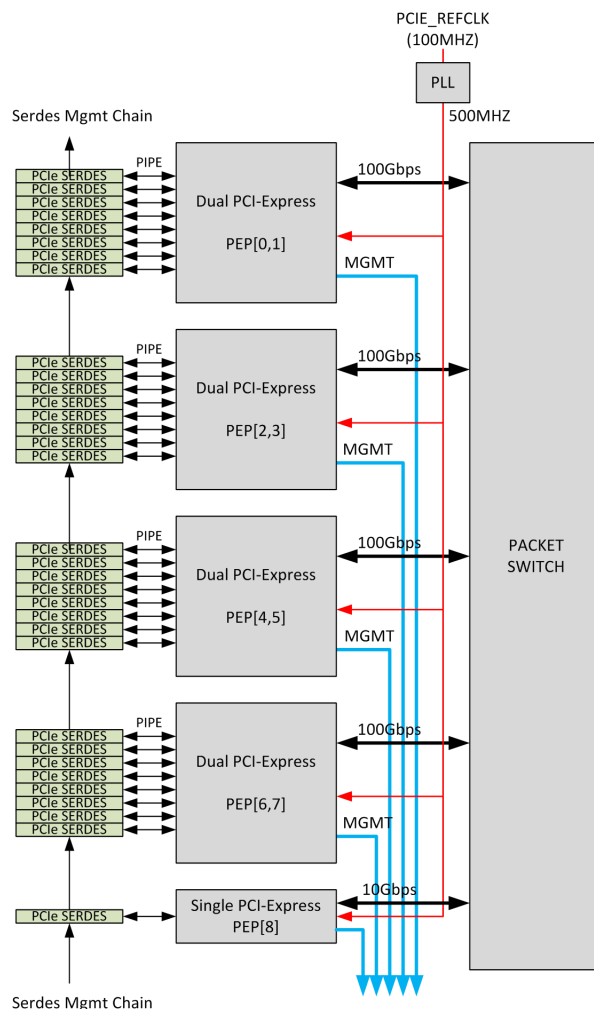 PCIE_REFCLK
(100MHZ)
PLL
500MHZ
Serdes Mgmt Chain
PIPE
PCIe SERDES
PCIe SERDES
PCIe SERDES
PCIe SERDES
PCIe SERDES
PCIe SERDES
PCIe SERDES
PCIe SERDES
Dual PCI-Express
PEP[0,1]
100Gbps
MGMT
PIPE
PCIe SERDES
PCIe SERDES
PCIe SERDES
PCIe SERDES
PCIe SERDES
PCIe SERDES
PCIe SERDES
PCIe SERDES
Dual PCI-Express
PEP[2,3]
100Gbps
MGMT
PIPE
PCIe SERDES
PCIe SERDES
PCIe SERDES
PCIe SERDES
PCIe SERDES
PCIe SERDES
PCIe SERDES
PCIe SERDES
Dual PCI-Express
PEP[4,5]
100Gbps
MGMT
PACKET
SWITCH
PIPE
PCIe SERDES
PCIe SERDES
PCIe SERDES
PCIe SERDES
PCIe SERDES
PCIe SERDES
PCIe SERDES
PCIe SERDES
Dual PCI-Express
PEP[6,7]
100Gbps
MGMT
PCIe SERDES
Single PCI-Express
PEP[8]
10Gbps
Serdes Mgmt Chain